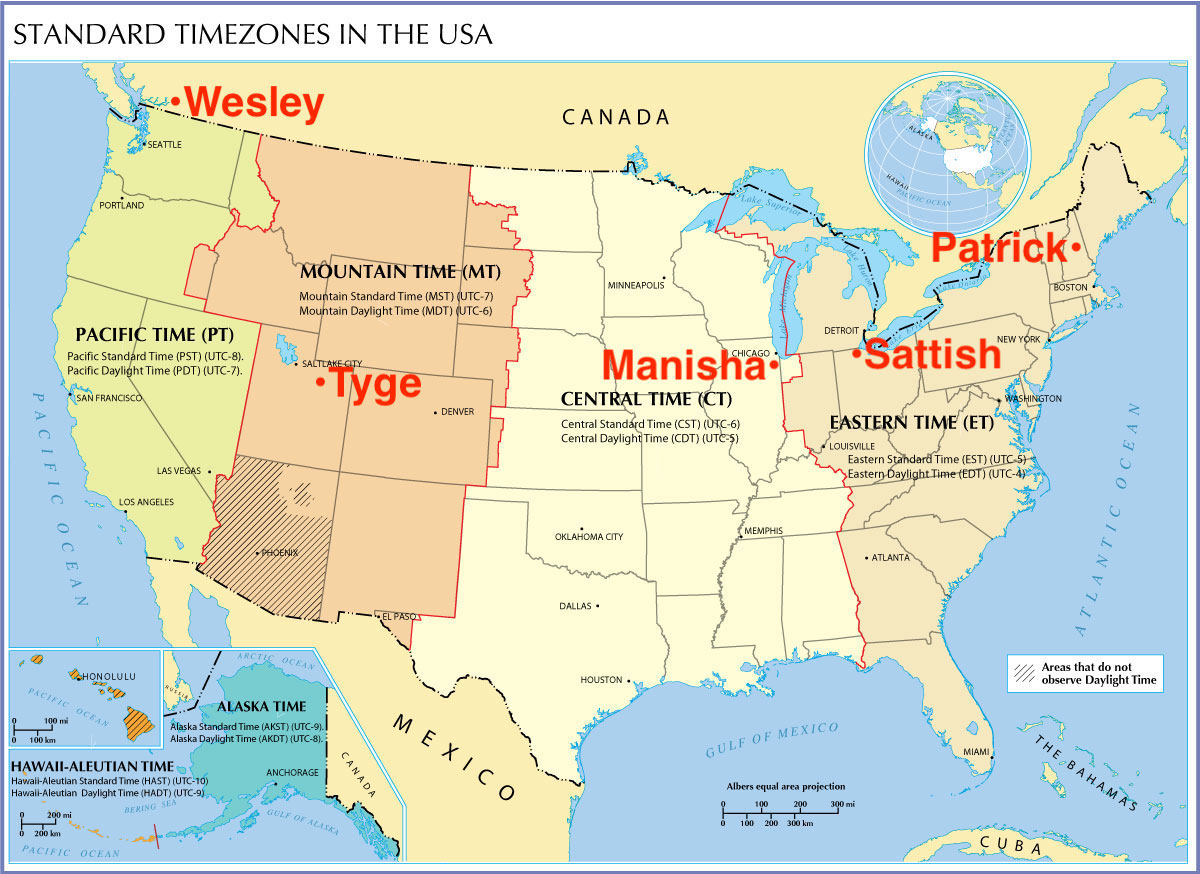 STANDARD TIMEZONES IN THE USA
•Wesley
CANADA
ALASKA
HAWAII
PACIFIC OCEAN
SEATTLE
Lake Superior
PORTLAND
Patrick•
MOUNTAIN TIME (MT)
Mountain Standard Time (MST) (UTC-7)
Mountain Daylight Time (MDT) (UTC-6)
MINNEAPOLIS
BOSTON
PACIFIC TIME (PT)
Pacific Standard Time (PST) (UTC-8).
Pacific Daylight Time (PDT) (UTC-7).
DETROIT
NEW YORK
CHICAGO
•Sattish
SALTLAKE CITY
Manisha•
•Tyge
SAN FRANCISCO
DENVER
CENTRAL TIME (CT)
Central Standard Time (CST) (UTC-6)
Central Daylight Time (CDT) (UTC-5)
WASHINGTON
EASTERN TIME (ET)
LOUISVILLE
Eastern Standard Time (EST) (UTC-5)
Eastern Daylight Time (EDT) (UTC-4)
PACIFIC OCEAN
ATLANTIC OCEAN
LAS VEGAS
LOS ANGELES
OKLAHOMA CITY
MEMPHIS
PHOENIX
ATLANTA
DALLAS
EL PASO
HOUSTON
Areas that do not
observe Daylight Time
ARCTIC OCEAN
RUSSIA
HONOLULU
PACIFIC OCEAN
100 mi
100 km
ALASKA TIME
Alaska Standard Time (AKST) (UTC-9).
Alaska Daylight Time (AKDT) (UTC-8).
MEXICO
GULF OF MEXICO
MIAMI
THE BAHAMAS
HAWAII-ALEUTIAN TIME
Hawaii-Aleutian Standard Time (HAST) (UTC-10)
Hawaii-Aleutian Daylight Time (HADT) (UTC-9)
ANCHORAGE
CANADA
BERING SEA
GULF OF ALASKA
0 200 mi
0 200 km
PACIFIC OCEAN
Albers equal area projection
0 100 200 300 mi
0 100 200 300 km
CUBA